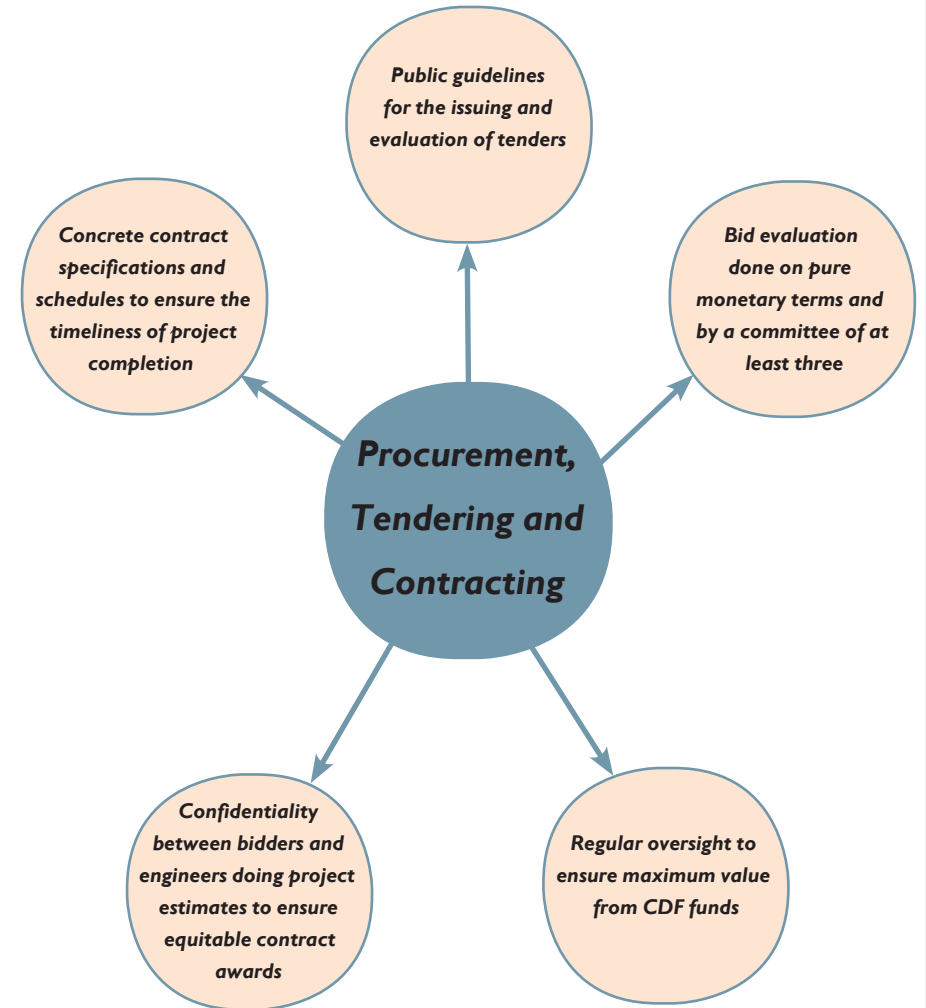 Public guidelines
for the issuing and
evaluation of tenders
Concrete contract
specifications and
schedules to ensure the
timeliness of project
completion
Bid evaluation
done on pure
monetary terms and
by a committee of at
least three
Procurement,
Tendering and
Contracting
Confidentiality
between bidders and
engineers doing project
estimates to ensure
equitable contract
awards
Regular oversight to
ensure maximum value
from CDF funds